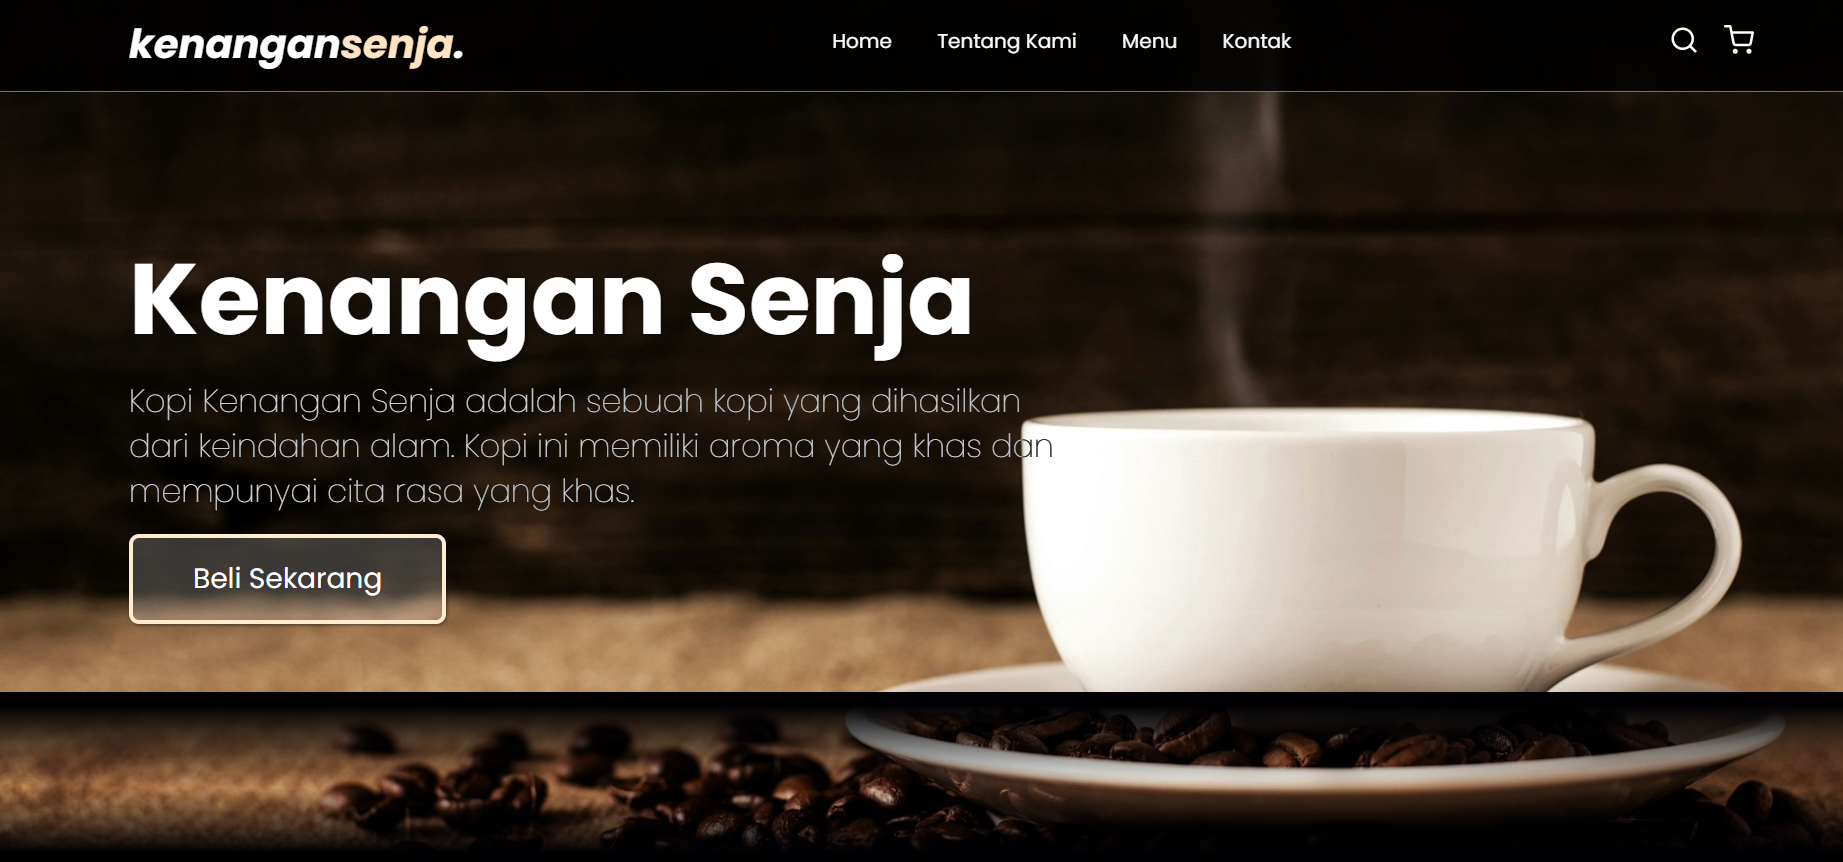 kenangansenja.
Home
Tentang Kami
Menu
Kontak
Kenangan Senja
Kopi Kenangan Senja adalah sebuah kopi yang dihasilkan
dari keindahan alam. Kopi ini memiliki aroma yang khas dan
mempunyai cita rasa yang khas.
Beli Sekarang